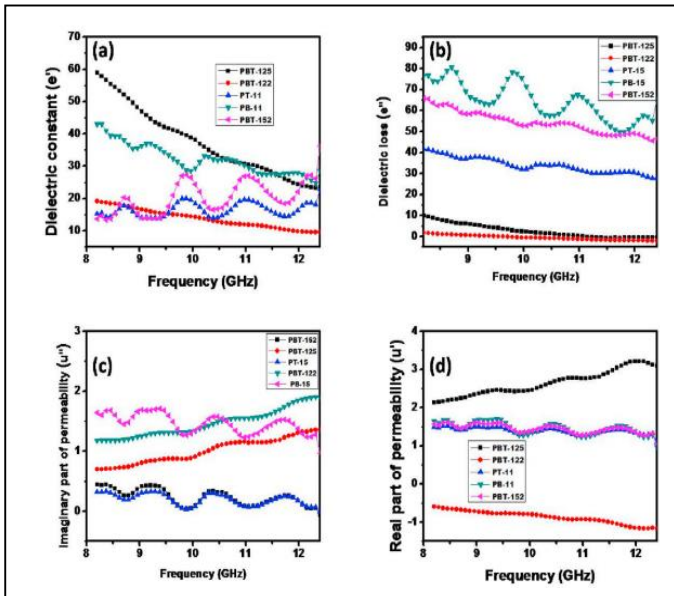 (a)
PBT-125
PBT-122
PT-11
PB-11
PBT-152
Dielectric constant (e')
70
60
50
40
30
20
10
8
9
10
11
12
Frequency (GHz)
(b)
PBT-125
PBT-122
PT-15
PB-15
PBT-152
Dielectric loss (e'')
90
80
70
60
50
40
30
20
10
0
9
10
11
12
Frequency (GHz)
(c)
PBT-152
PBT-125
PT-15
PBT-122
PB-15
Imaginary part of permeability (u'')
3
2
1
0
8
9
10
11
12
Frequency (GHz)
(d)
PBT-125
PBT-122
PT-11
PB-11
PBT-152
Real part of permeability (u')
4
3
2
1
0
-1
8
9
10
11
12
Frequency (GHz)